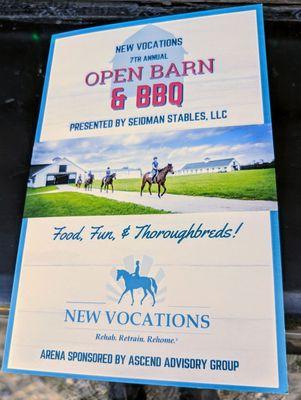 NEW VOCATIONS
7TH ANNUAL
OPEN BARN
& BBQ
PRESENTED BY SEIDMAN STABLES, LLC
Food, Fun, & Thoroughbreds!
NEW VOCATIONS
Rehab. Retrain. Rehome.
ARENA SPONSORED BY ASCEND ADVISORY GROUP